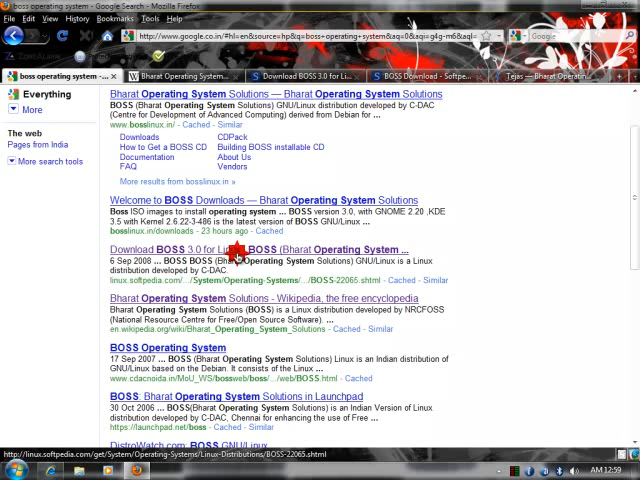 boss operating system - Google Search - Mozilla Firefox
File Edit View History Bookmarks Tools Help
http://www.google.co.in/#hl=en&source=hp&q=boss+operating+system&aq=0&aqi=g4g-m6&aql=
Google
boss operating system -...
Bharat Operating System...
Download BOSS 3.0 for Li...
BOSS Download - Softpe...
Tejas — Bharat Operatin...
Everything
More
The web
Pages from India
More search tools
Bharat Operating System Solutions — Bharat Operating System Solutions
BOSS (Bharat Operating System Solutions) GNU/Linux distribution developed by C-DAC
(Centre for Development of Advanced Computing) derived from Debian for ...
www.bosslinux.in/ - Cached - Similar
Downloads CDPack
How to Get a BOSS CD Building BOSS installable CD
Documentation About Us
FAQ Vendors
More results from bosslinux.in »
Welcome to BOSS Downloads — Bharat Operating System Solutions
Boss ISO images to install operating system ... BOSS version 3.0, with GNOME 2.20 ,KDE
3.5 with Kernel 2.6.22-3-486 is the latest version of BOSS GNU/Linux ...
bosslinux.in/downloads - 23 hours ago - Cached
Download BOSS 3.0 for BOSS (Bharat Operating System ...
6 Sep 2008 ... BOSS BOSS (Bharat Operating System Solutions) GNU/Linux is a Linux
distribution developed by C-DAC.
linux.softpedia.com/.../System/Operating-Systems/.../BOSS-22065.shtml - Cached - Similar
Bharat Operating System Solutions - Wikipedia, the free encyclopedia
Bharat Operating System Solutions (BOSS) is a Linux distribution developed by NRCFOSS
(National Resource Centre for Free/Open Source Software). ...
en.wikipedia.org/wiki/Bharat_Operating_System_Solutions - Cached - Similar
BOSS Operating System
17 Sep 2007 ... BOSS (Bharat Operating System Solutions) Linux is an Indian distribution of
GNU/Linux based on the Debian. It consists of the Linux ...
www.cdacnoida.in/MoU_WS/bossweb/boss/.../web/BOSS.html - Cached
BOSS: Bharat Operating System Solutions in Launchpad
30 Oct 2006 ... BOSS(Bharat Operating System Solutions) is an Indian Version of Linux
distribution developed by C-DAC, Chennai for enhancing the use of Free ...
https://launchpad.net/boss - Cached - Similar
DistroWatch.com: BOSS GNU/Linux
http://linux.softpedia.com/get/System/Operating-Systems/Linux-Distributions/BOSS-22065.shtml
AM 12:59